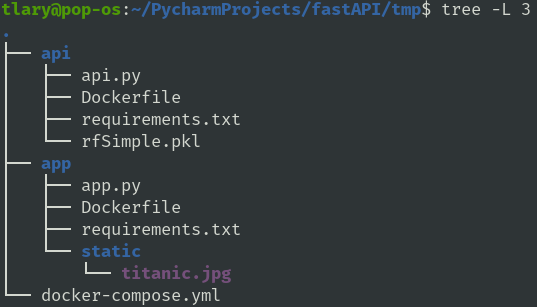 tlary@pop-os:~/PycharmProjects/fastAPI/tmp$ tree -L 3
.
├── api
│   ├── api.py
│   ├── Dockerfile
│   ├── requirements.txt
│   └── rfSimple.pkl
├── app
│   ├── app.py
│   ├── Dockerfile
│   ├── requirements.txt
│   └── static
│       └── titanic.jpg
└── docker-compose.yml